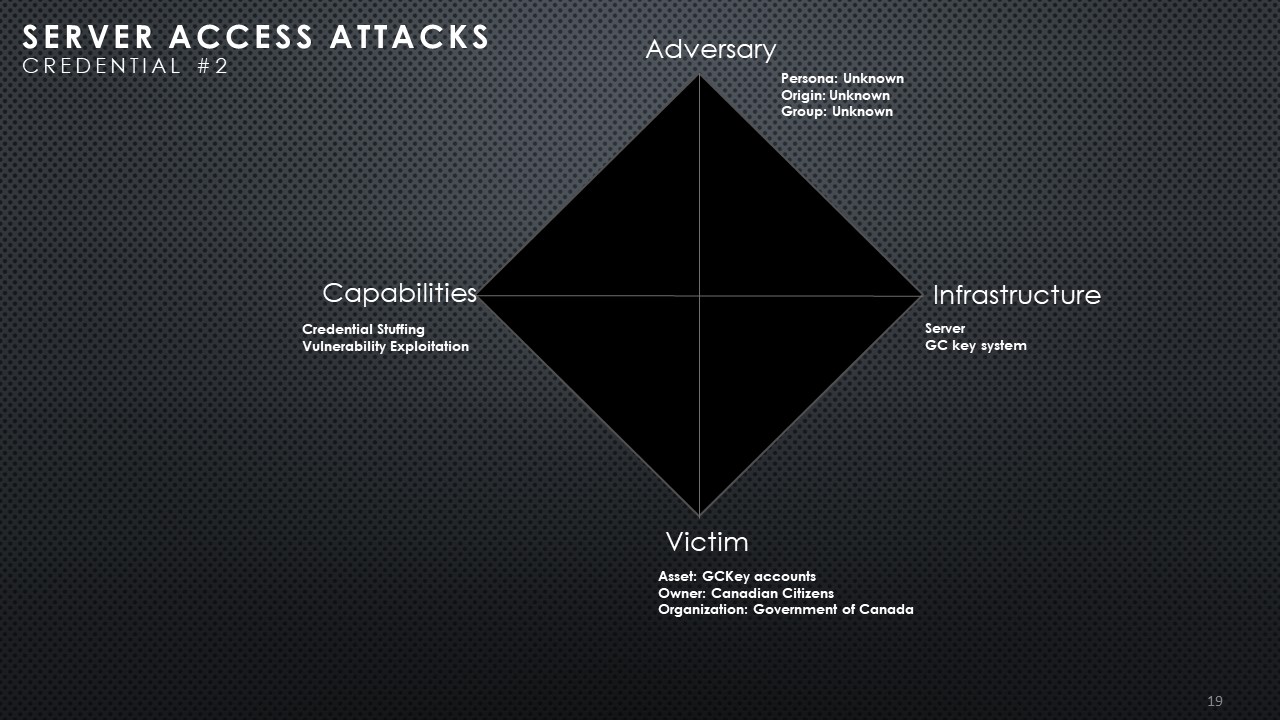 SERVER ACCESS ATTACKS
CREDENTIAL #2
Adversary
Persona: Unknown
Origin: Unknown
Group: Unknown
Capabilities
Credential Stuffing
Vulnerability Exploitation
Infrastructure
Server
GC key system
Victim
Asset: GCKey accounts
Owner: Canadian Citizens
Organization: Government of Canada
19